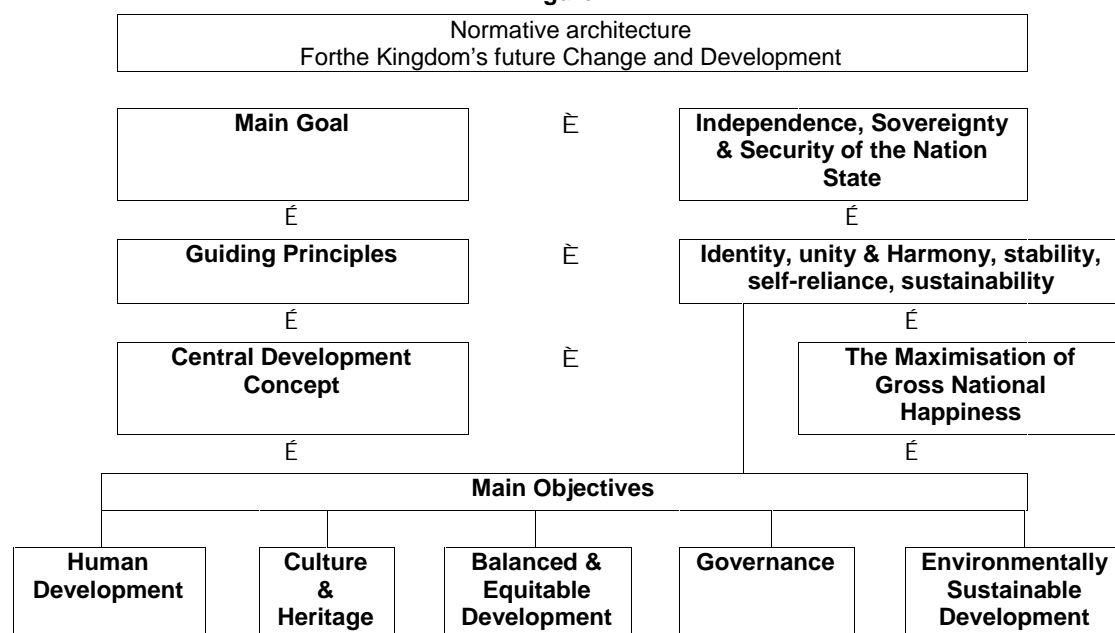 Normative architecture
Forthe Kingdom's future Change and Development
Main Goal
È
Independence, Sovereignty
& Security of the Nation
State
É
É
Guiding Principles
È
Identity, unity & Harmony, stability,
self-reliance, sustainability
É
É
Central Development
Concept
È
The Maximisation of
Gross National
Happiness
É
É
Main Objectives
Human
Development
Culture
&
Heritage
Balanced &
Equitable
Development
Governance
Environmentally
Sustainable
Development